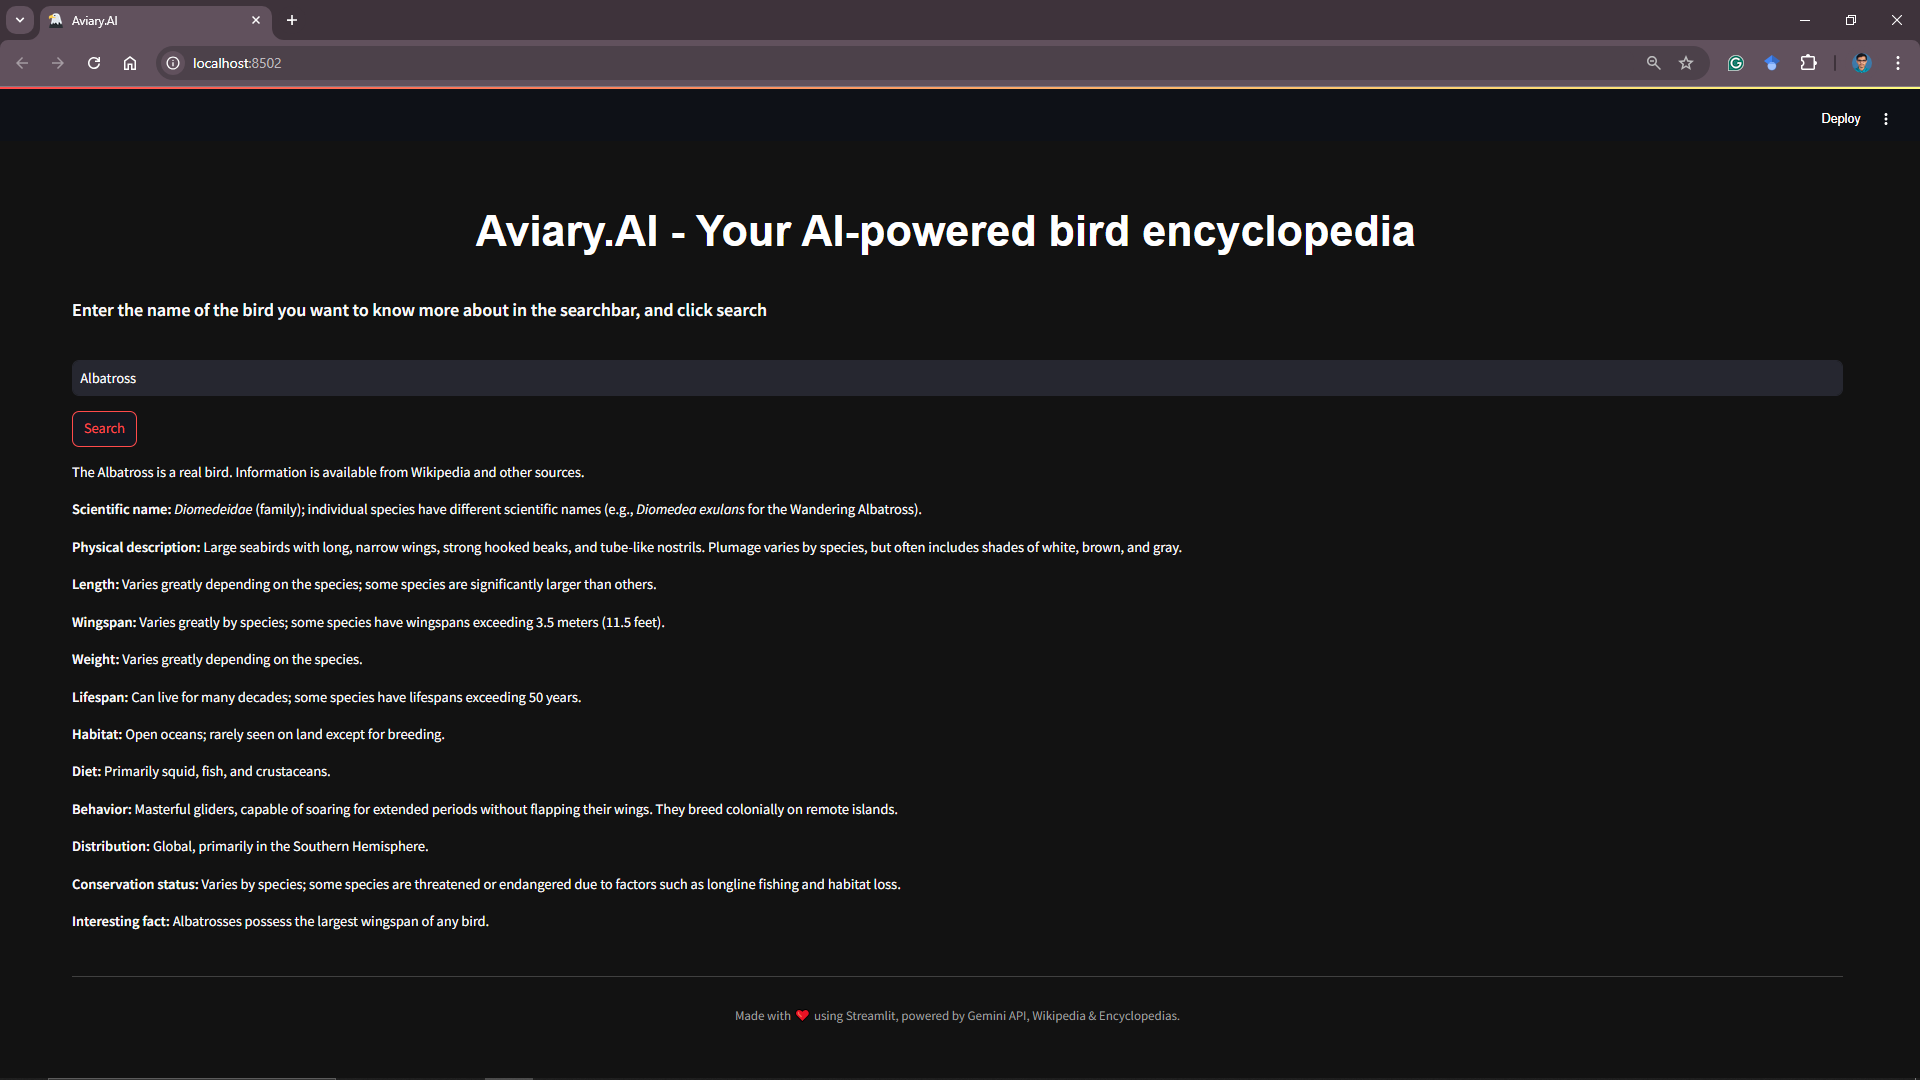 Aviary.AI
localhost:8502
Deploy
Aviary.AI - Your AI-powered bird encyclopedia
Enter the name of the bird you want to know more about in the searchbar, and click search
Albatross
Search
The Albatross is a real bird. Information is available from Wikipedia and other sources.
Scientific name: Diomedeidae (family); individual species have different scientific names (e.g., Diomedea exulans for the Wandering Albatross).
Physical description: Large seabirds with long, narrow wings, strong hooked beaks, and tube-like nostrils. Plumage varies by species, but often includes shades of white, brown, and gray.
Length: Varies greatly depending on the species; some species are significantly larger than others.
Wingspan: Varies greatly by species; some species have wingspans exceeding 3.5 meters (11.5 feet).
Weight: Varies greatly depending on the species.
Lifespan: Can live for many decades; some species have lifespans exceeding 50 years.
Habitat: Open oceans; rarely seen on land except for breeding.
Diet: Primarily squid, fish, and crustaceans.
Behavior: Masterful gliders, capable of soaring for extended periods without flapping their wings. They breed colonially on remote islands.
Distribution: Global, primarily in the Southern Hemisphere.
Conservation status: Varies by species; some species are threatened or endangered due to factors such as longline fishing and habitat loss.
Interesting fact: Albatrosses possess the largest wingspan of any bird.
Made with ❤ using Streamlit, powered by Gemini API, Wikipedia & Encyclopedias.